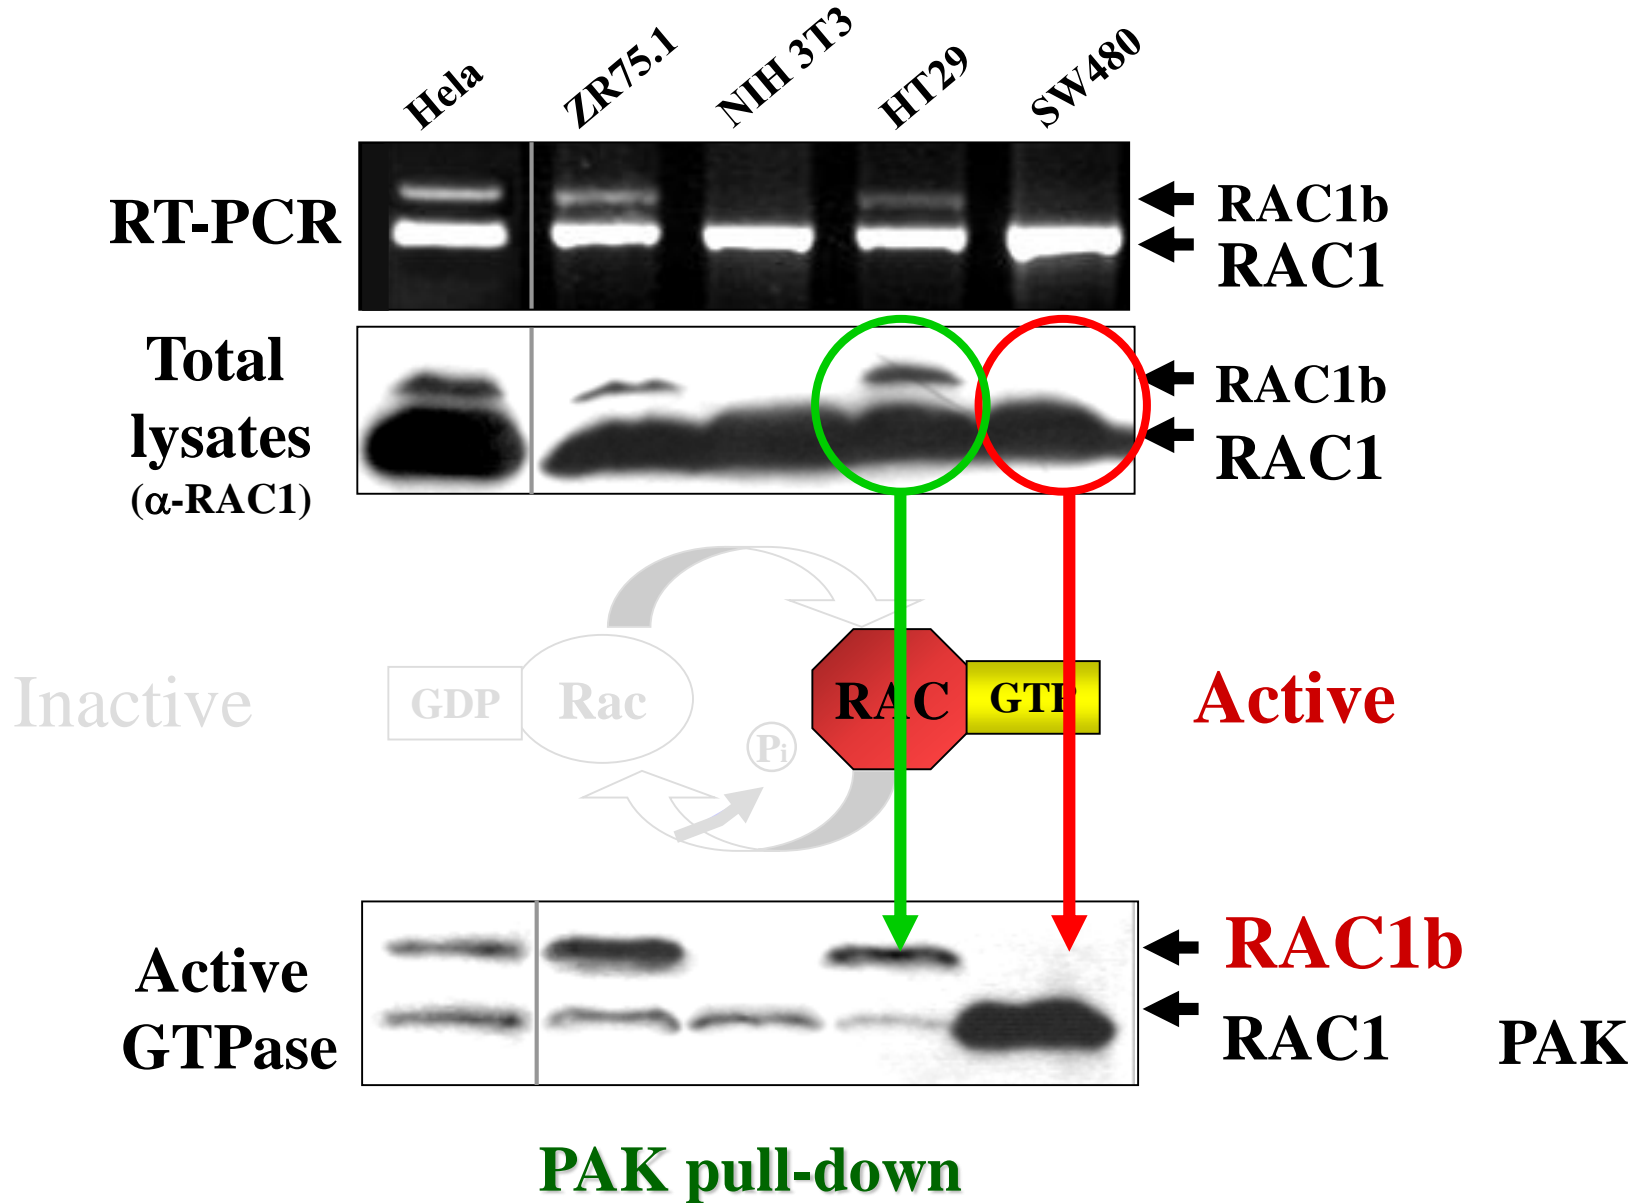 Hela ZR75.1 NIH 3T3 HT29 SW480
RT-PCR
RAC1b
RAC1
Total
lysates
(α-RAC1)
RAC1b
RAC1
Inactive
GDP
Rac
Pi
RAC
GTP
Active
Active
GTPase
RAC1b
RAC1
PAK
PAK pull-down